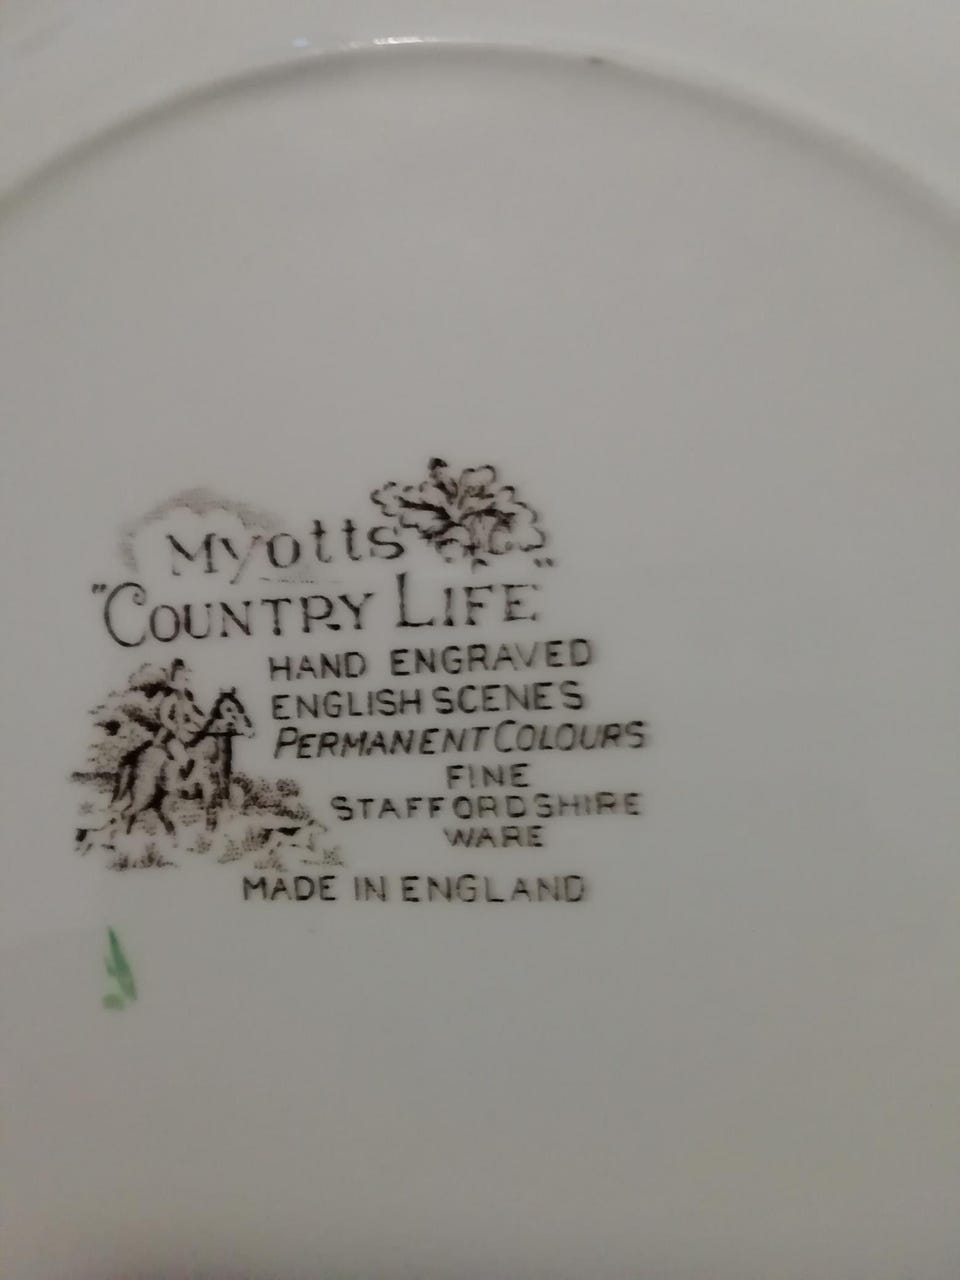 Myotts
"COUNTRY LIFE"
HAND ENGRAVED
ENGLISH SCENES
PERMANENT COLOURS
FINE
STAFFORDSHIRE
WARE
MADE IN ENGLAND